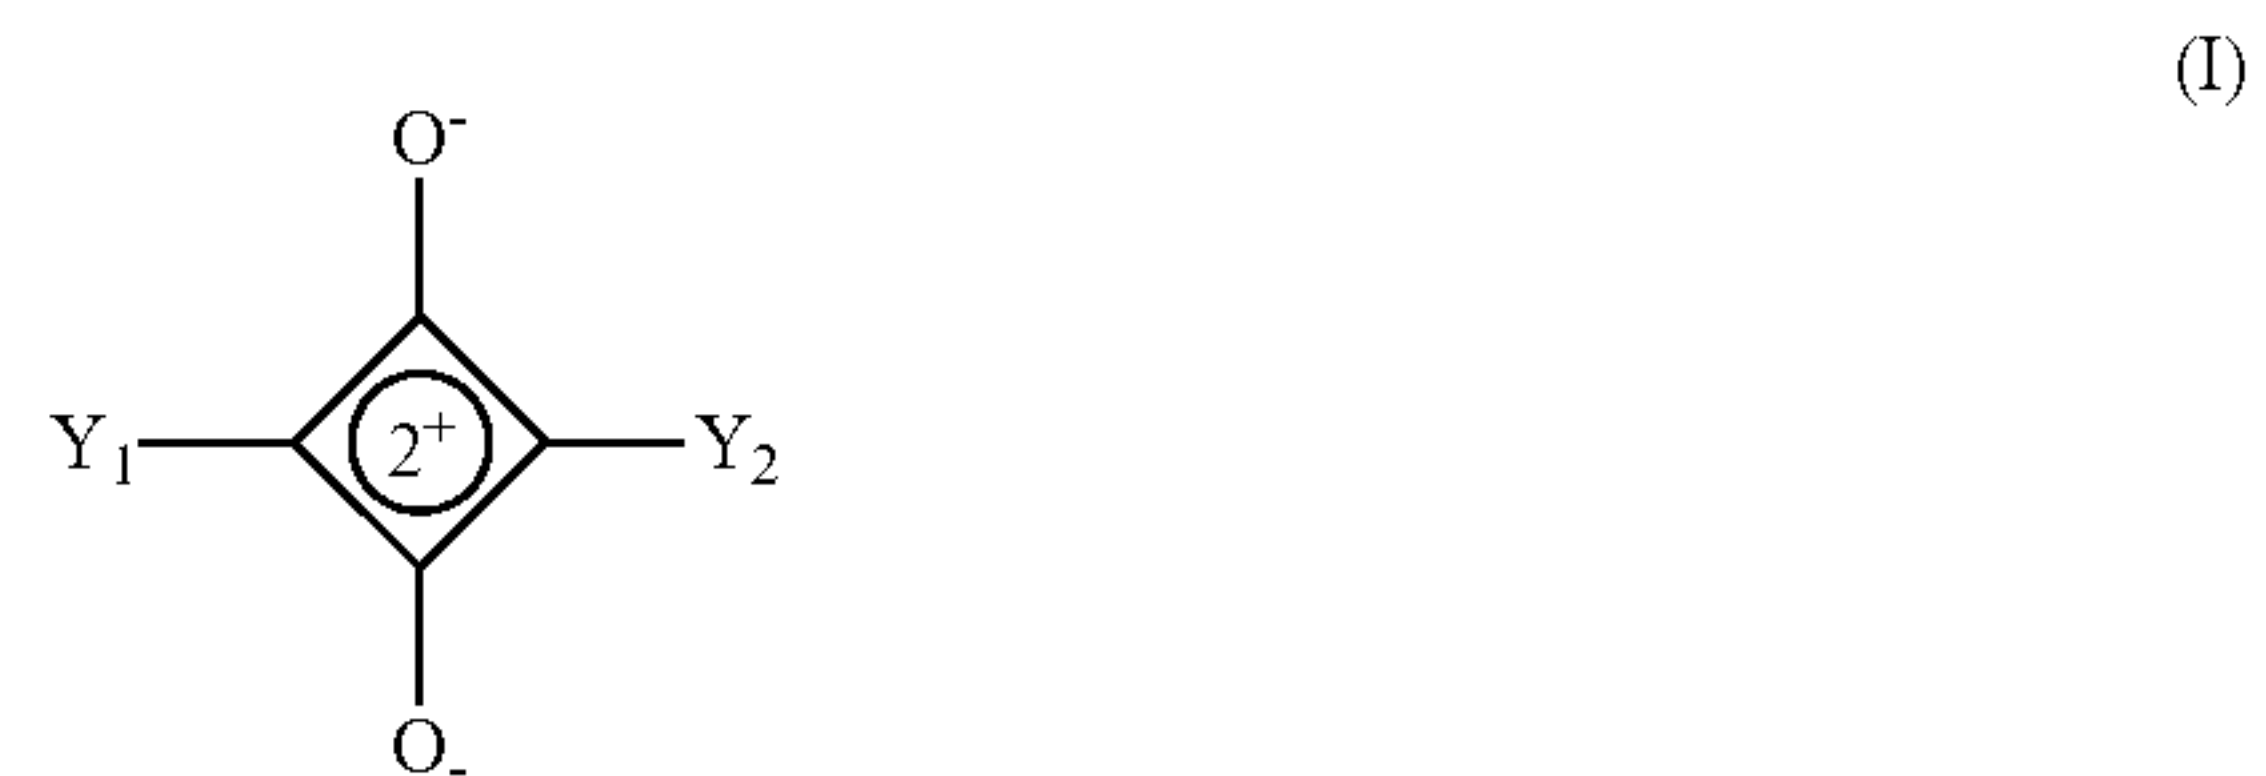 (I)
O⁻
Y₁ 2⁺ Y₂
O₋